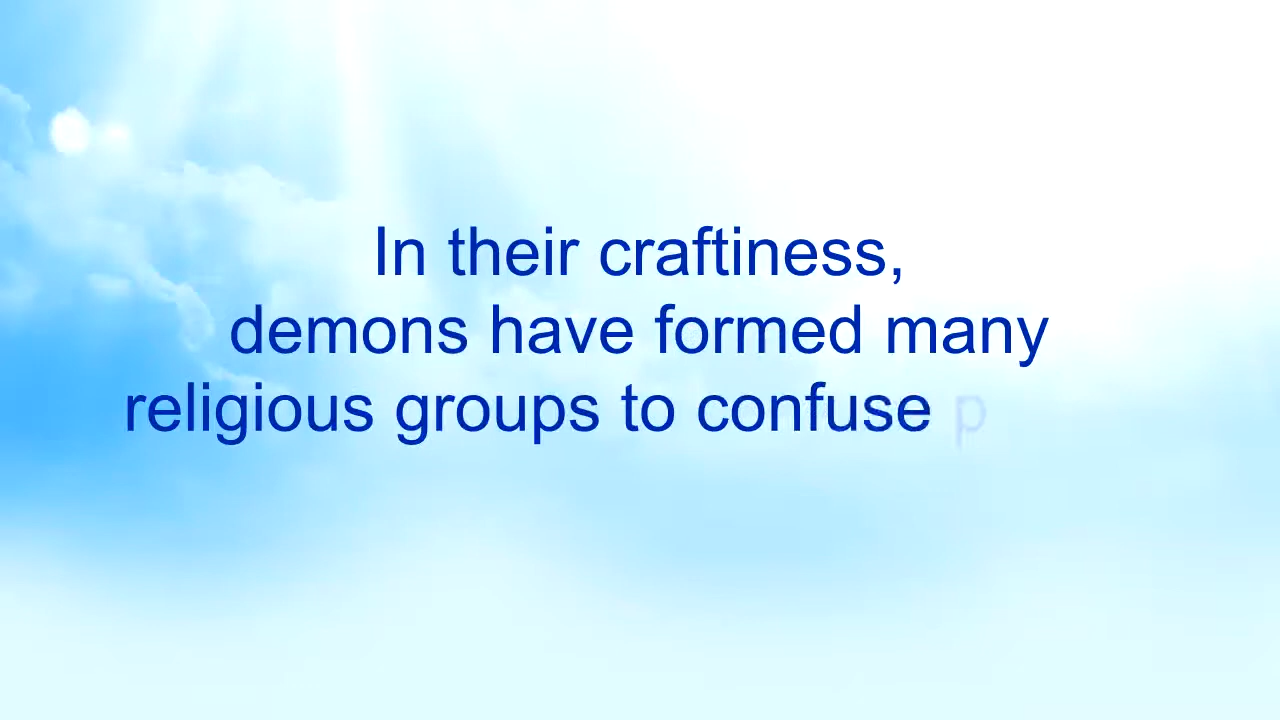 In their craftiness,
demons have formed many
religious groups to confuse p